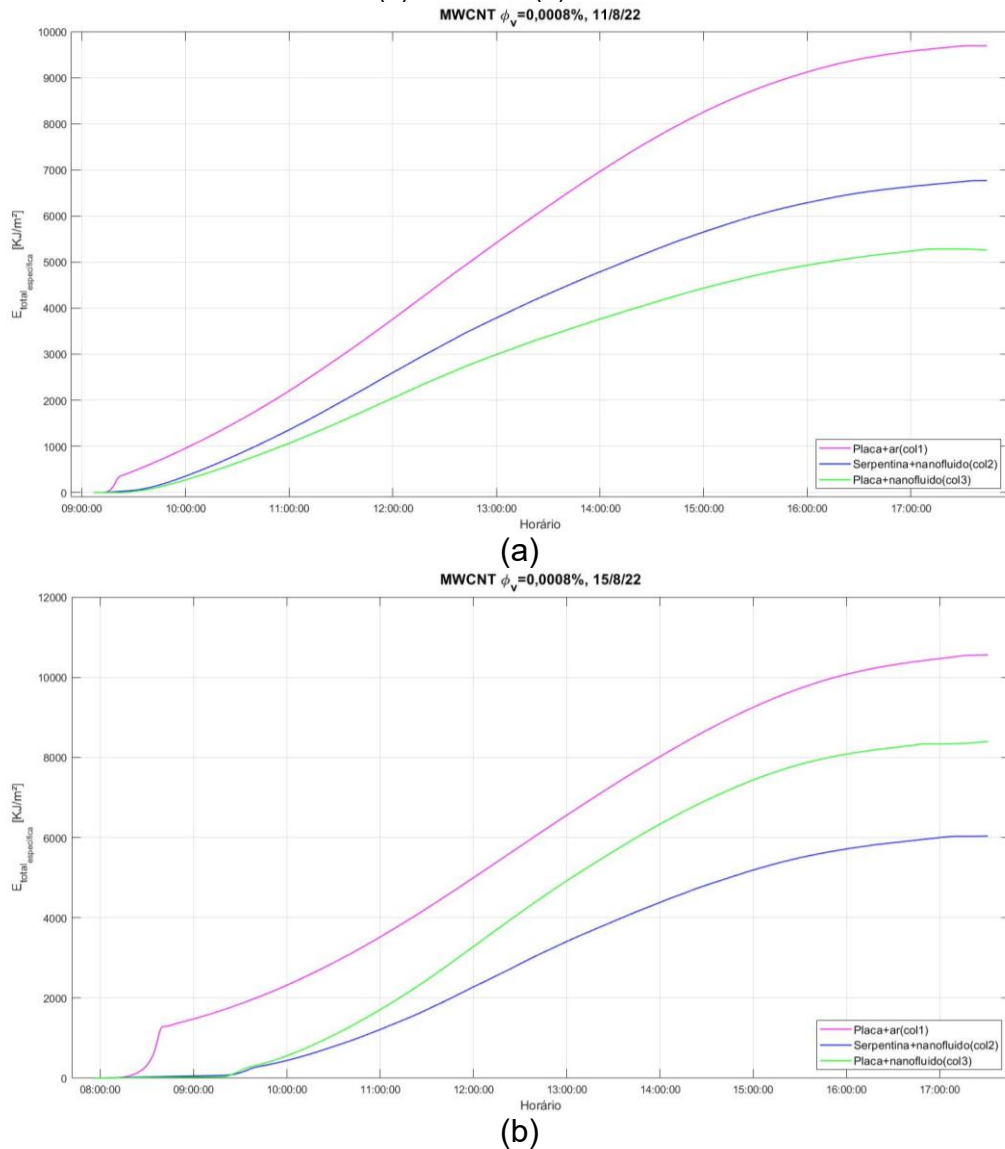 MWCNT ϕv=0,0008%, 11/8/22
10000
9000
8000
7000
6000
5000
4000
3000
2000
1000
0
E total especifica [KJ/m²]
Placa+ar(col1)
Serpentina+nanofluido(col2)
Placa+nanofluido(col3)
09:00:00 10:00:00 11:00:00 12:00:00 13:00:00 14:00:00 15:00:00 16:00:00 17:00:00
Horário
(a)
MWCNT ϕv=0,0008%, 15/8/22
12000
10000
8000
6000
4000
2000
0
E total especifica [KJ/m²]
Placa+ar(col1)
Serpentina+nanofluido(col2)
Placa+nanofluido(col3)
08:00:00 09:00:00 10:00:00 11:00:00 12:00:00 13:00:00 14:00:00 15:00:00 16:00:00 17:00:00
Horário
(b)